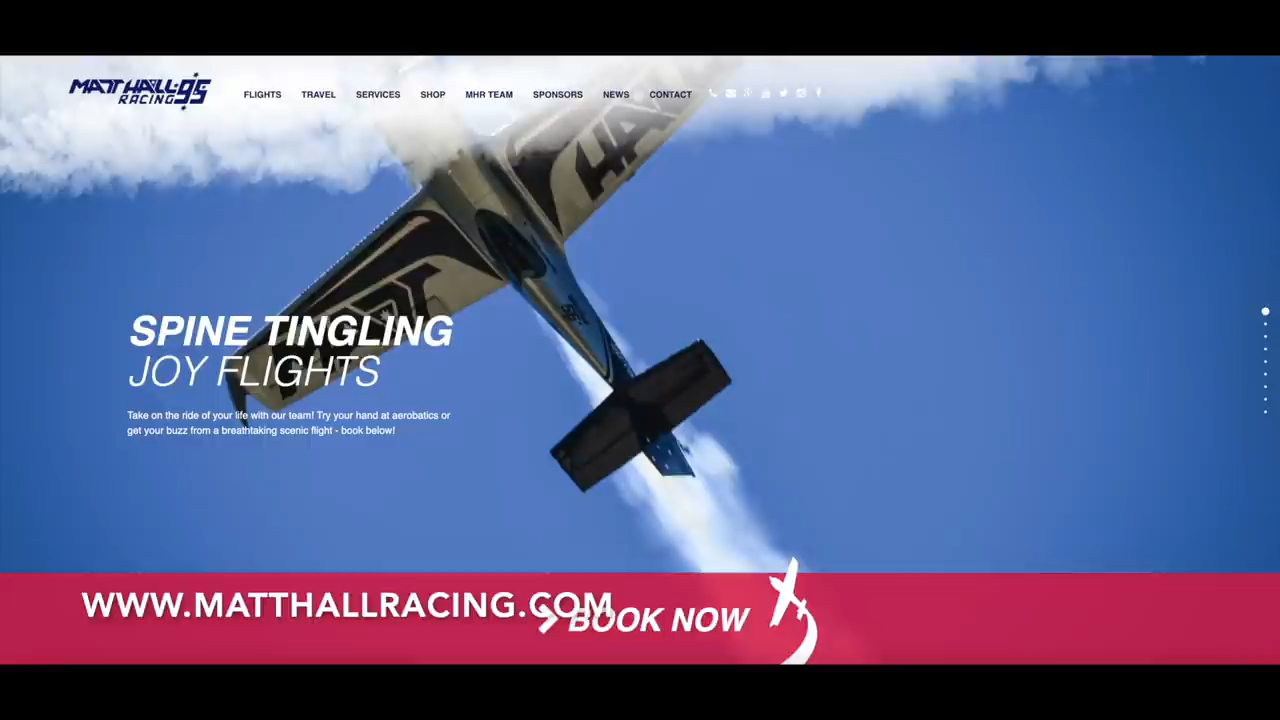 MATT HALL 95
RACING
FLIGHTS TRAVEL SERVICES SHOP MHR TEAM SPONSORS NEWS CONTACT
HAL
MATT
SPINE TINGLING
JOY FLIGHTS
Take on the ride of your life with our team! Try your hand at aerobatics or
get your buzz from a breathtaking scenic flight - book below!
WWW.MATTHALLRACING.COM
BOOK NOW